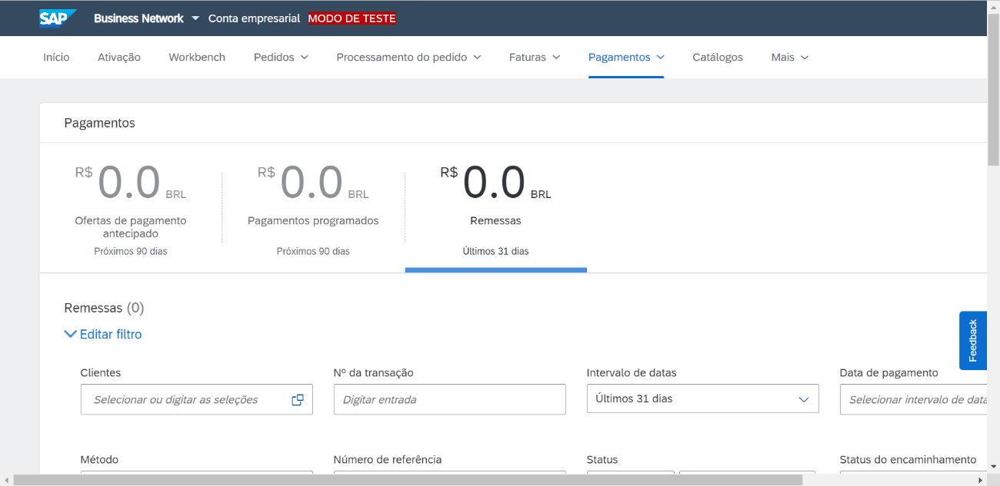 SAP Business Network Conta empresarial MODO DE TESTE
Início Ativação Workbench Pedidos Processamento do pedido Faturas Pagamentos Catálogos Mais
Pagamentos
R$ 0.0 BRL R$ 0.0 BRL R$ 0.0 BRL
Ofertas de pagamento Pagamentos programados Remessas
antecipado
Próximos 90 dias Próximos 90 dias Últimos 31 dias
Remessas (0)
Editar filtro
Feedback
Clientes Nº da transação Intervalo de datas Data de pagamento
Selecionar ou digitar as seleções Digitar entrada Últimos 31 dias Selecionar intervalo de data
Método Número de referência Status Status do encaminhamento